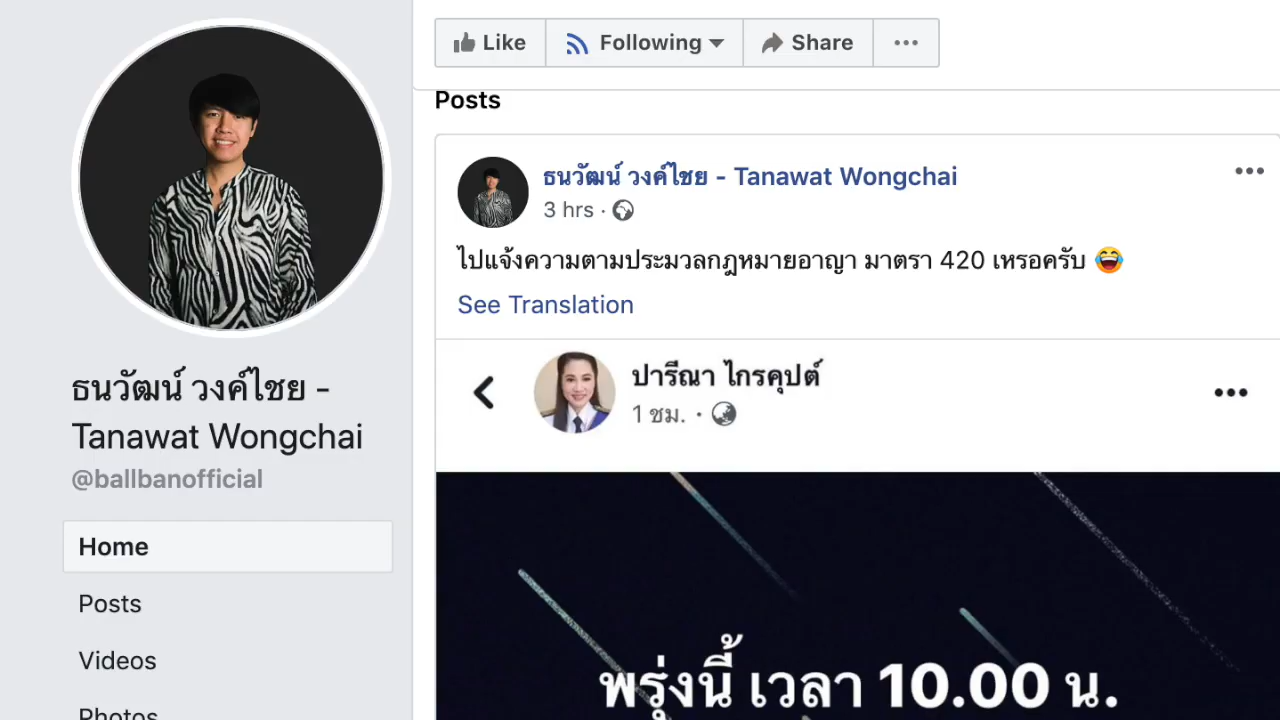 Like
Following
Share
Posts
ธนวัฒน์ วงค์ไชย - Tanawat Wongchai
3 hrs ·
ไปแจ้งความตามประมวลกฎหมายอาญา มาตรา 420 เหรอครับ 😂
See Translation
ปารีณา ไกรคุปต์
1 ชม. ·
พรุ่งนี้ เวลา 10.00 น.
ธนวัฒน์ วงค์ไชย -
Tanawat Wongchai
@ballbanofficial
Home
Posts
Videos
Photos